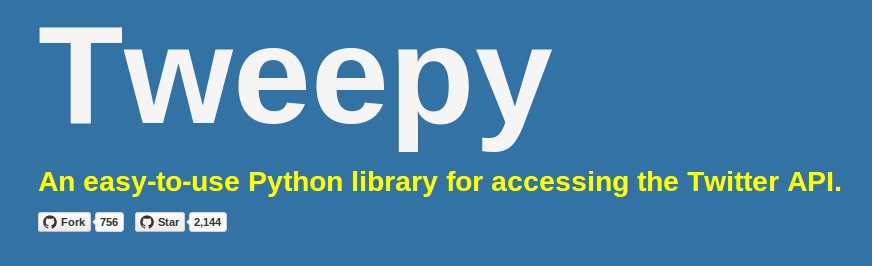 Tweepy
An easy-to-use Python library for accessing the Twitter API.
Fork 756 Star 2,144